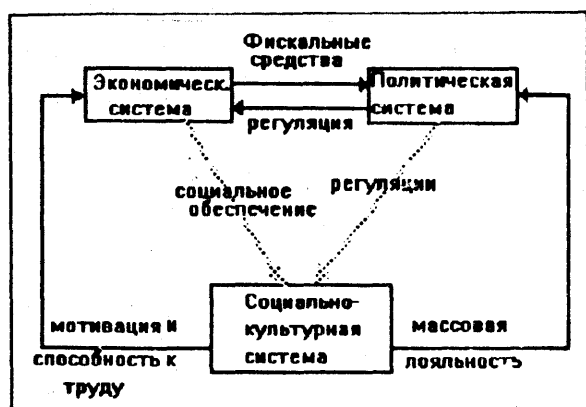 Фискальные
средства
Экономическ.
система
Политическая
система
регуляция
социальное
обеспечение
регуляции
Социально-
культурная
система
мотивация и
способность к
труду
массовая
лояльность